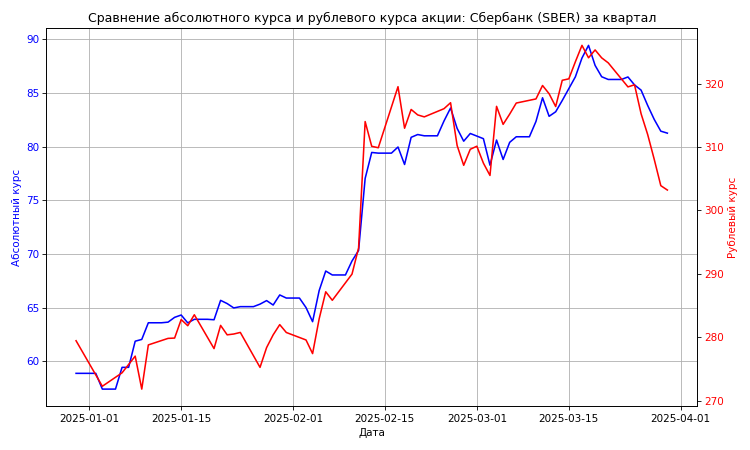 Сравнение абсолютного курса и рублевого курса акции: Сбербанк (SBER) за квартал
90
85
80
75
70
65
60
Абсолютный курс
320
310
300
290
280
270
Рублевый курс
2025-01-01 2025-01-15 2025-02-01 2025-02-15 2025-03-01 2025-03-15 2025-04-01
Дата